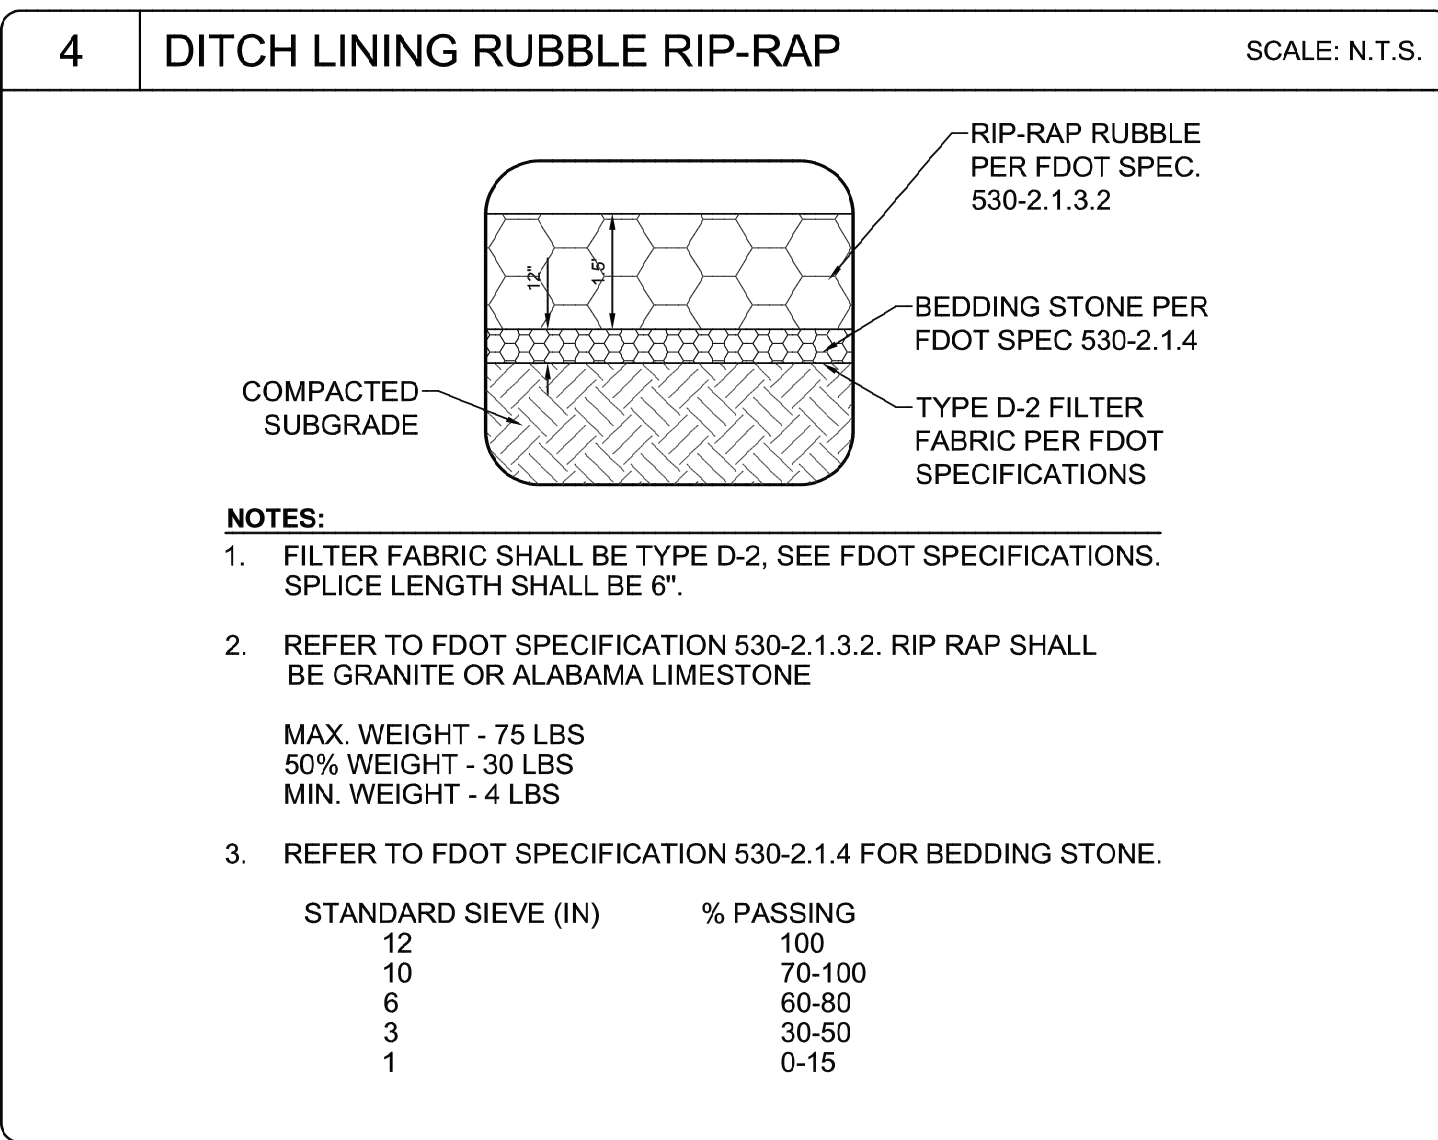 4
DITCH LINING RUBBLE RIP-RAP
SCALE: N.T.S.
RIP-RAP RUBBLE
PER FDOT SPEC.
530-2.1.3.2
12"
1.5'
BEDDING STONE PER
FDOT SPEC 530-2.1.4
COMPACTED
SUBGRADE
TYPE D-2 FILTER
FABRIC PER FDOT
SPECIFICATIONS
NOTES:
1. FILTER FABRIC SHALL BE TYPE D-2, SEE FDOT SPECIFICATIONS.
SPLICE LENGTH SHALL BE 6".
2. REFER TO FDOT SPECIFICATION 530-2.1.3.2. RIP RAP SHALL
BE GRANITE OR ALABAMA LIMESTONE
MAX. WEIGHT - 75 LBS
50% WEIGHT - 30 LBS
MIN. WEIGHT - 4 LBS
3. REFER TO FDOT SPECIFICATION 530-2.1.4 FOR BEDDING STONE.
STANDARD SIEVE (IN) % PASSING
12 100
10 70-100
6 60-80
3 30-50
1 0-15